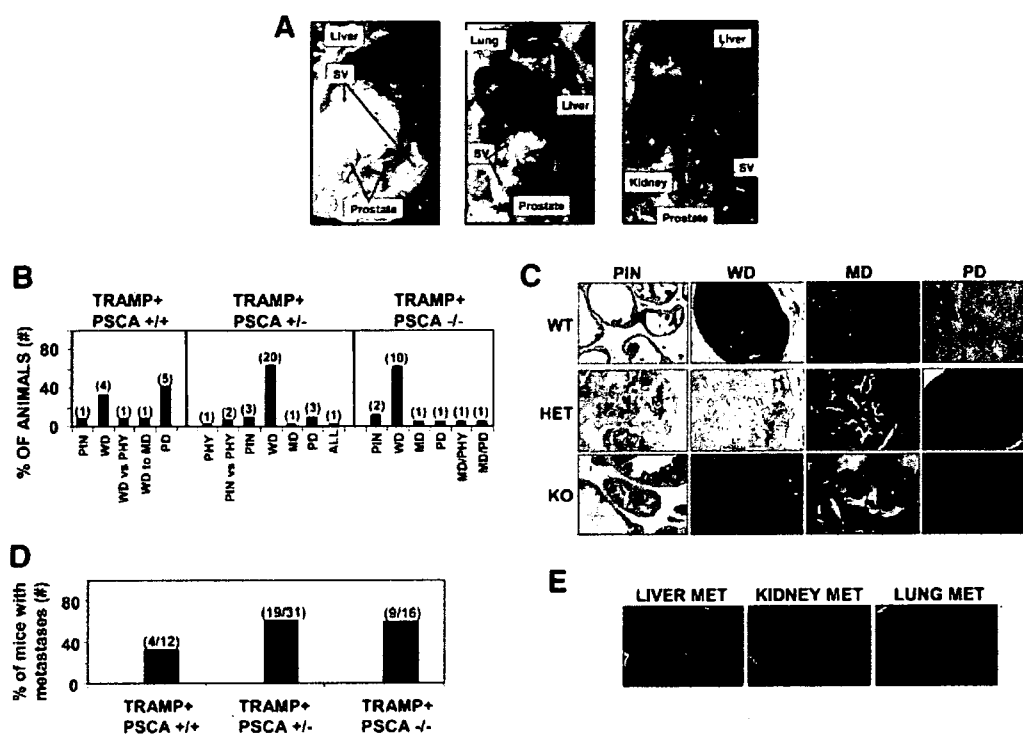 A
Liver
SV
Prostate
Lung
Liver
SV
Prostate
Liver
SV
Kidney
Prostate
B
TRAMP+ TRAMP+ TRAMP+
PSCA +/+ PSCA +/- PSCA -/-
% OF ANIMALS (#)
80
40
0
(1) (4) (1) (1) (5)
(1) (2) (3) (20) (1) (3) (1)
(2) (10) (1) (1) (1) (1)
PIN
WD
WD vs PHY
WD to MD
PD
PHY
PIN vs PHY
PIN
WD
MD
PD
ALL
PIN
WD
MD
PD
MD/PHY
MD/PD
C
PIN WD MD PD
WT
HET
KO
D
% of mice with
metastases (#)
80
40
0
(4/12) (19/31) (9/16)
TRAMP+ TRAMP+ TRAMP+
PSCA +/+ PSCA +/- PSCA -/-
E
LIVER MET KIDNEY MET LUNG MET